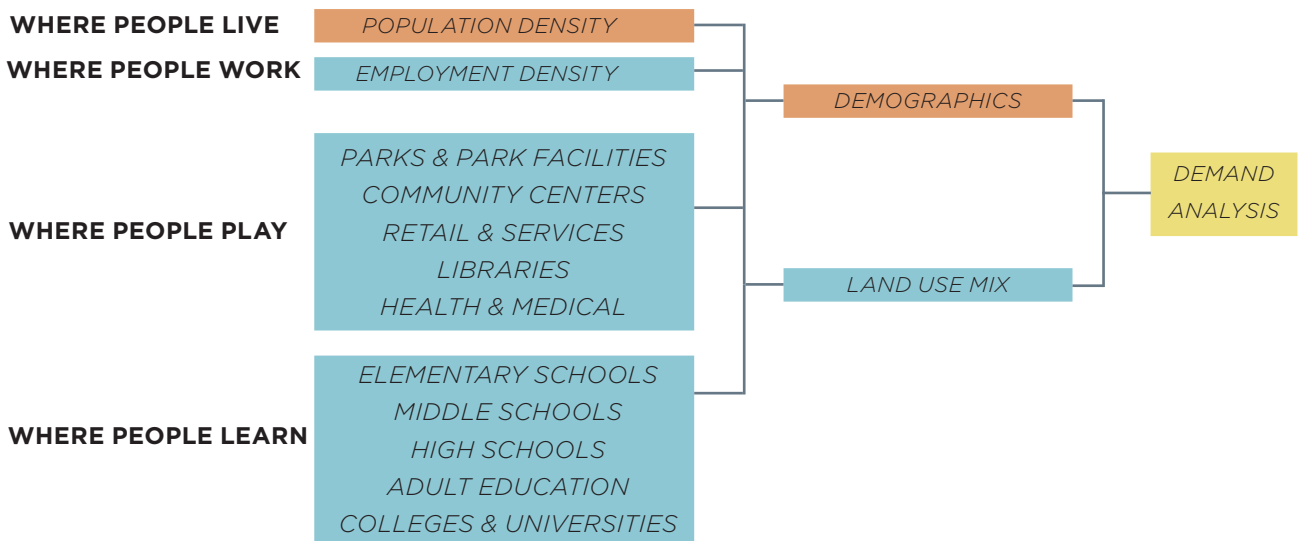 WHERE PEOPLE LIVE
POPULATION DENSITY
WHERE PEOPLE WORK
EMPLOYMENT DENSITY
WHERE PEOPLE PLAY
PARKS & PARK FACILITIES
COMMUNITY CENTERS
RETAIL & SERVICES
LIBRARIES
HEALTH & MEDICAL
WHERE PEOPLE LEARN
ELEMENTARY SCHOOLS
MIDDLE SCHOOLS
HIGH SCHOOLS
ADULT EDUCATION
COLLEGES & UNIVERSITIES
DEMOGRAPHICS
LAND USE MIX
DEMAND
ANALYSIS